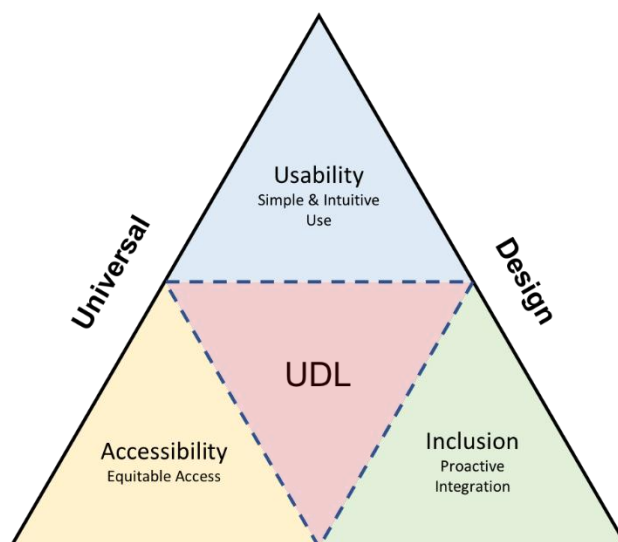 Usability
Simple & Intuitive
Use
Universal
Design
UDL
Accessibility
Equitable Access
Inclusion
Proactive
Integration